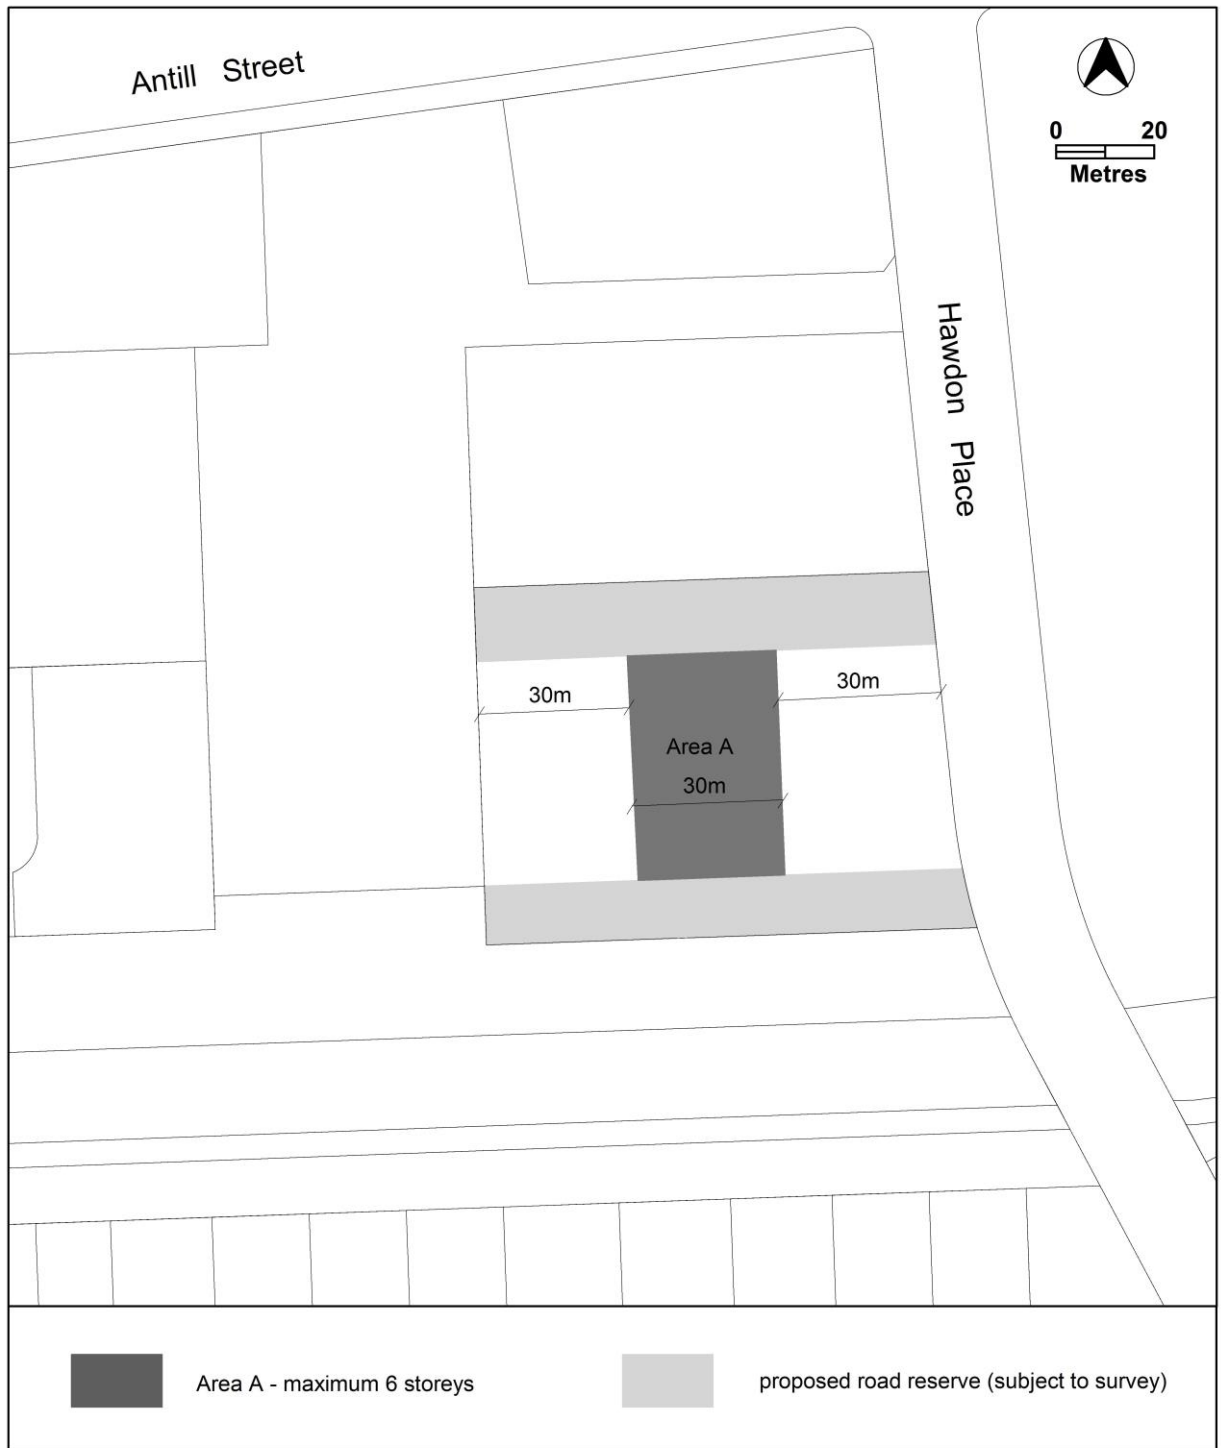 Antill Street
0 20
Metres
Hawdon Place
30m
30m
Area A
30m
Area A - maximum 6 storeys
proposed road reserve (subject to survey)